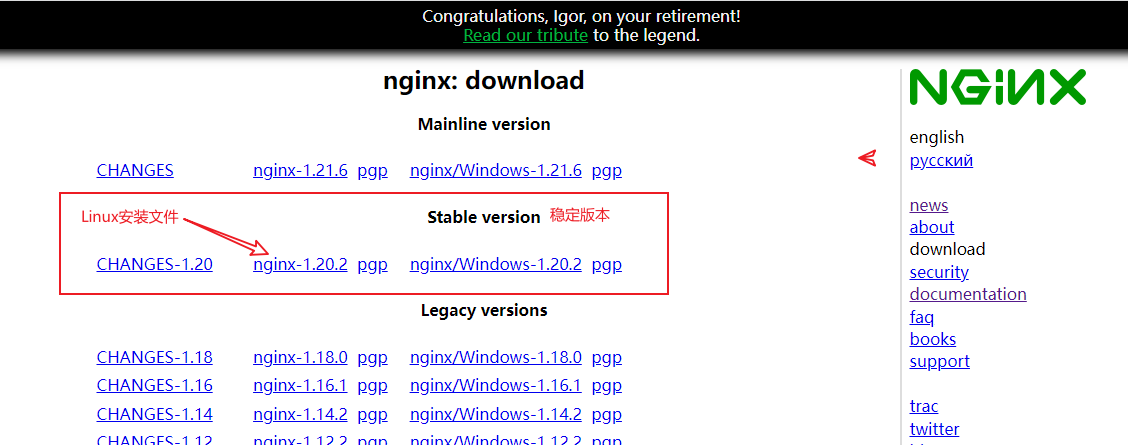 Congratulations, Igor, on your retirement!
Read our tribute to the legend.
nginx: download
Mainline version
CHANGES nginx-1.21.6 pgp nginx/Windows-1.21.6 pgp
Linux安装文件 Stable version 稳定版本
CHANGES-1.20 nginx-1.20.2 pgp nginx/Windows-1.20.2 pgp
Legacy versions
CHANGES-1.18 nginx-1.18.0 pgp nginx/Windows-1.18.0 pgp
CHANGES-1.16 nginx-1.16.1 pgp nginx/Windows-1.16.1 pgp
CHANGES-1.14 nginx-1.14.2 pgp nginx/Windows-1.14.2 pgp
CHANGES-1.12 nginx-1.12.2 pgp nginx/Windows-1.12.2 pgp
NGINX
english
русский
news
about
download
security
documentation
faq
books
support
trac
twitter